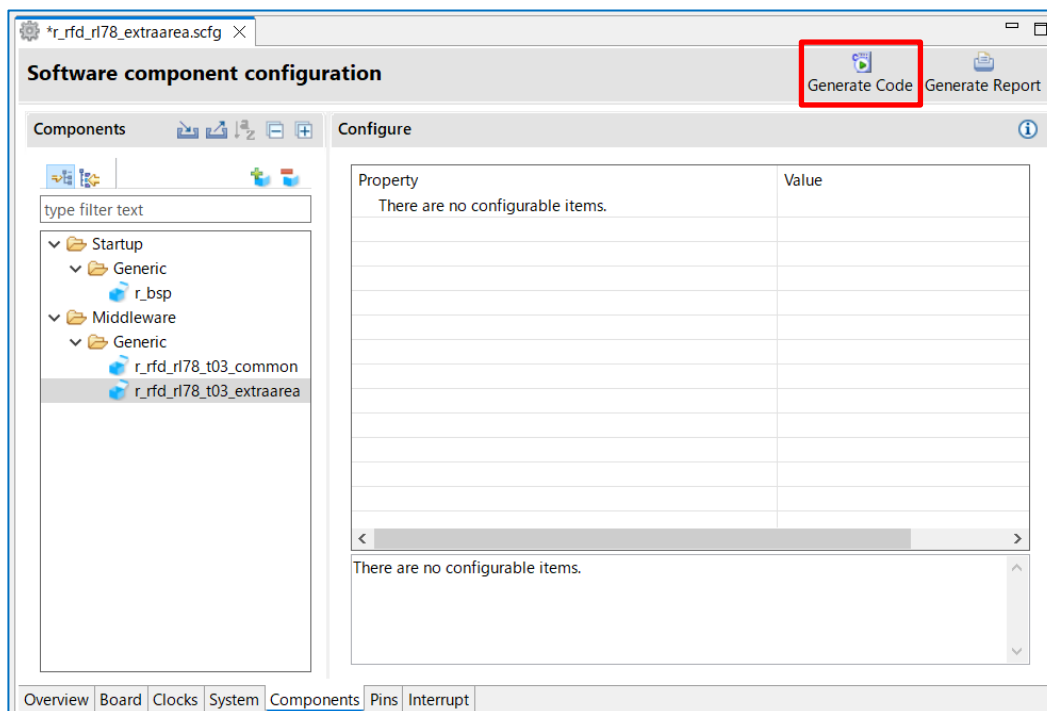 *r_rfd_rl78_extraarea.scfg
Software component configuration
Generate Code
Generate Report
Components
Configure
type filter text
Startup
Generic
r_bsp
Middleware
Generic
r_rfd_rl78_t03_common
r_rfd_rl78_t03_extraarea
Property Value
There are no configurable items.
There are no configurable items.
Overview Board Clocks System Components Pins Interrupt